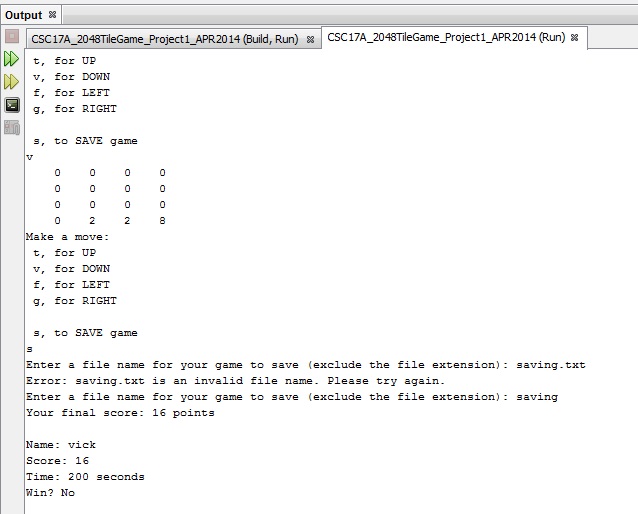 Output
CSC17A_2048TileGame_Project1_APR2014 (Build, Run)
CSC17A_2048TileGame_Project1_APR2014 (Run)
t, for UP
v, for DOWN
f, for LEFT
g, for RIGHT
s, to SAVE game
v
0 0 0 0
0 0 0 0
0 0 0 0
0 2 2 8
Make a move:
t, for UP
v, for DOWN
f, for LEFT
g, for RIGHT
s, to SAVE game
s
Enter a file name for your game to save (exclude the file extension): saving.txt
Error: saving.txt is an invalid file name. Please try again.
Enter a file name for your game to save (exclude the file extension): saving
Your final score: 16 points
Name: vick
Score: 16
Time: 200 seconds
Win? No